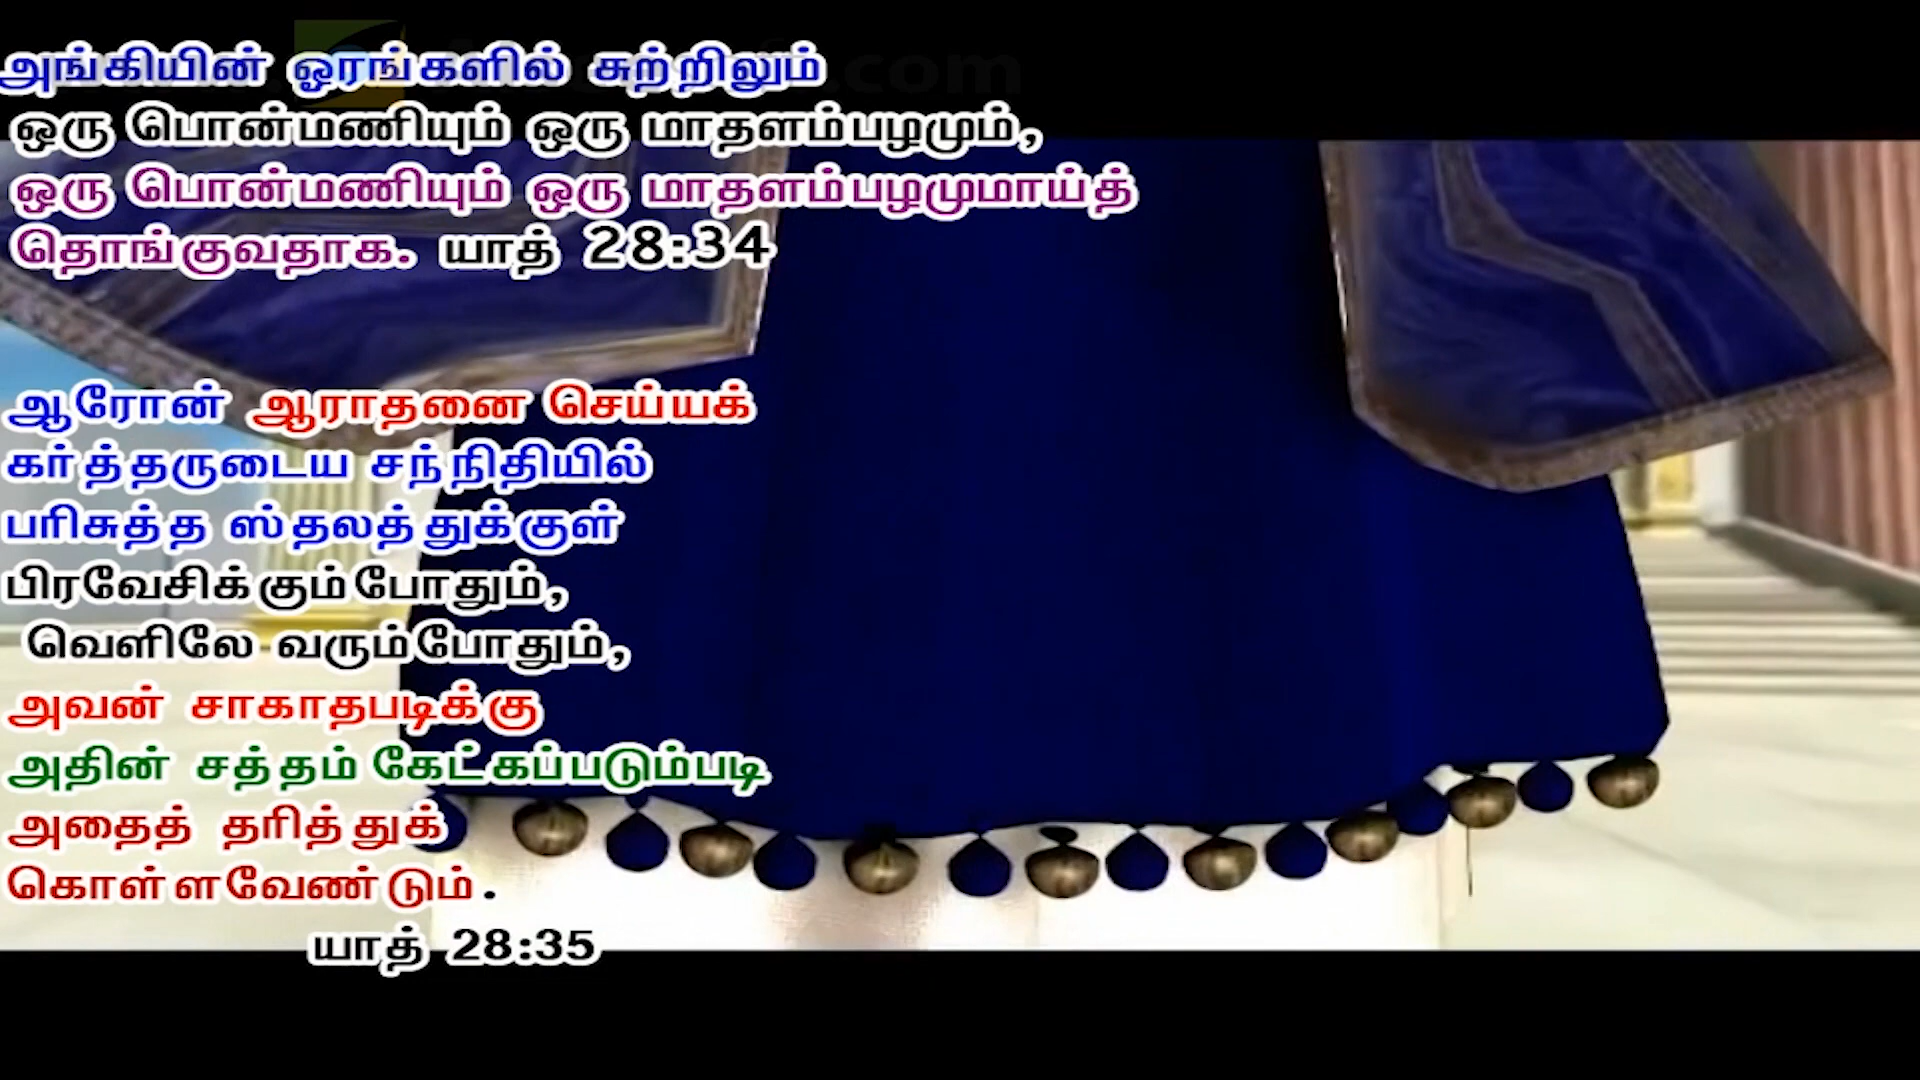 அங்கியின் ஓரங்களில் சுற்றிலும்
ஒரு பொன்மணியும் ஒரு மாதளம்பழமும்,
ஒரு பொன்மணியும் ஒரு மாதளம்பழமுமாய்த்
தொங்குவதாக. யாத் 28:34
ஆரோன் ஆராதனை செய்யக்
கர்த்தருடைய சந்நிதியில்
பரிசுத்த ஸ்தலத்துக்குள்
பிரவேசிக்கும்போதும்,
வெளிலே வரும்போதும்,
அவன் சாகாதபடிக்கு
அதின் சத்தம் கேட்கப்படும்படி
அதைத் தரித்துக்
கொள்ளவேண்டும்.
யாத் 28:35